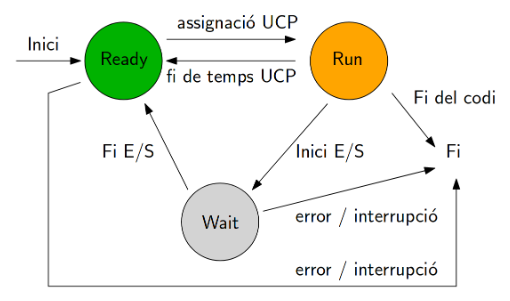 assignació UCP
Inici
Ready
Run
fi de temps UCP
Fi del codi
Fi E/S
Inici E/S
Fi
Wait
error / interrupció
error / interrupció